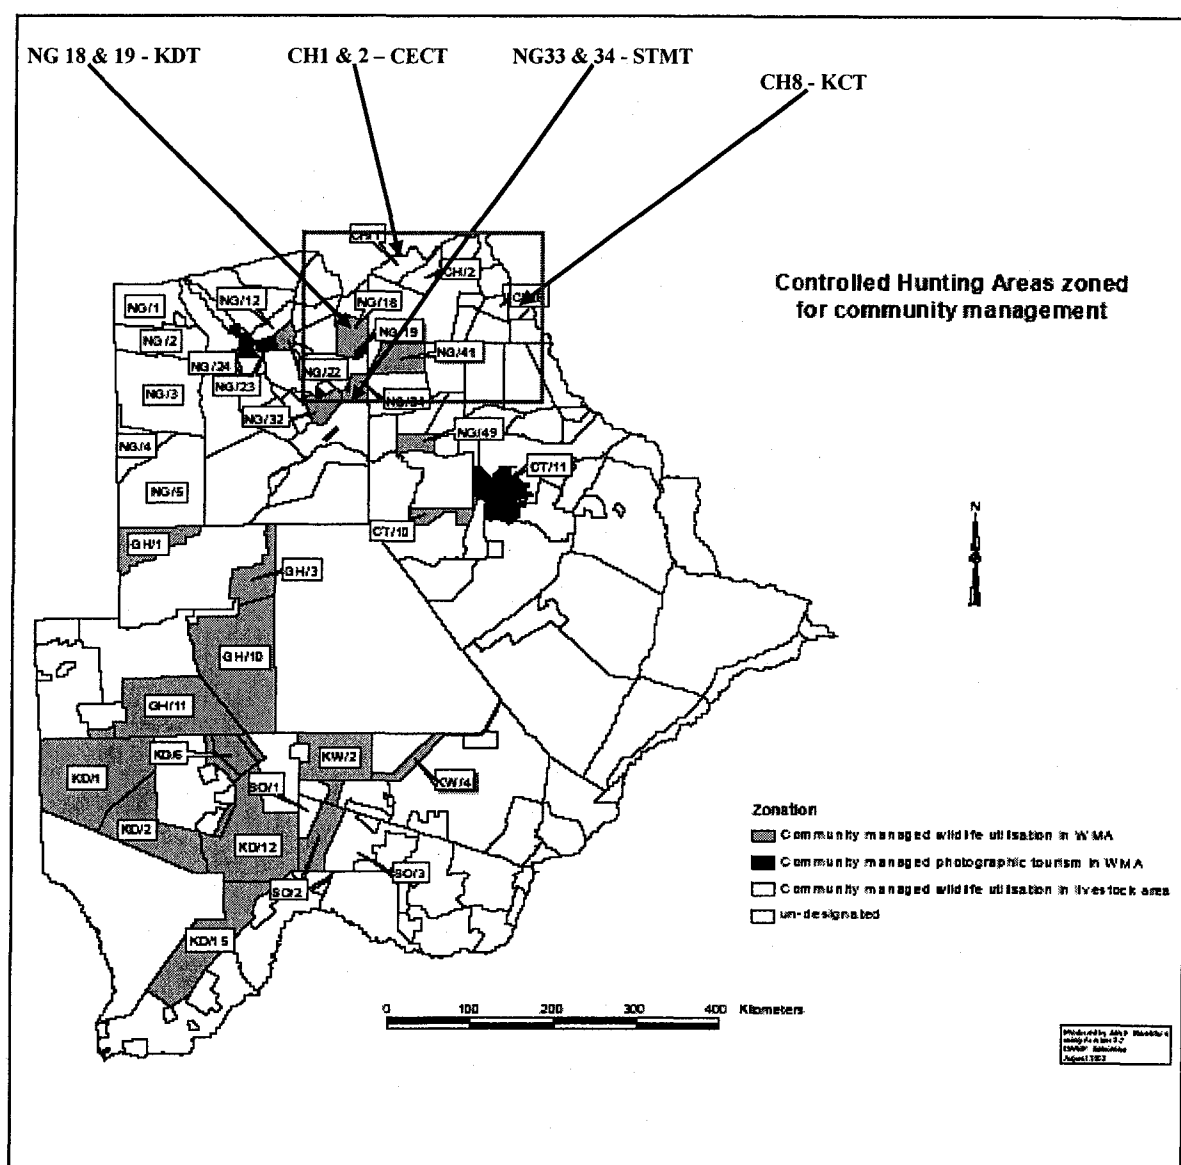 NG 18 & 19 - KDT
CH1 & 2 – CECT
NG33 & 34 - STMT
CH8 - KCT
Controlled Hunting Areas zoned
for community management
CH/2
NG/1
NG/12
NG/18
NG/2
NG/19
NG/41
NG/24
NG/22
NG/23
NG/3
NG/32
NG/34
NG/4
NG/49
CT/11
NG/5
CT/10
N
GH/1
GH/3
GH/10
GH/11
KD/6
KW/2
KD/1
SO/1
KW/4
KD/2
KD/12
SO/3
SO/2
KD/15
Zonation
Community managed wildlife utilisation in WMA
Community managed photographic tourism in WMA
Community managed wildlife utilisation in livestock area
un-designated
0 100 200 300 400 Kilometers